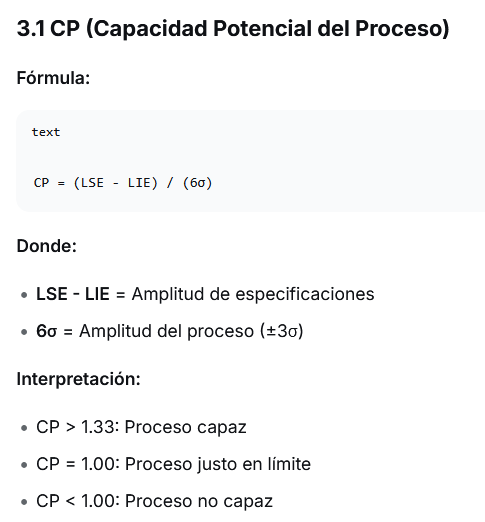 3.1 CP (Capacidad Potencial del Proceso)
Fórmula:
text
CP = (LSE - LIE) / (6σ)
Donde:
• LSE - LIE = Amplitud de especificaciones
• 6σ = Amplitud del proceso (±3σ)
Interpretación:
• CP > 1.33: Proceso capaz
• CP = 1.00: Proceso justo en límite
• CP < 1.00: Proceso no capaz